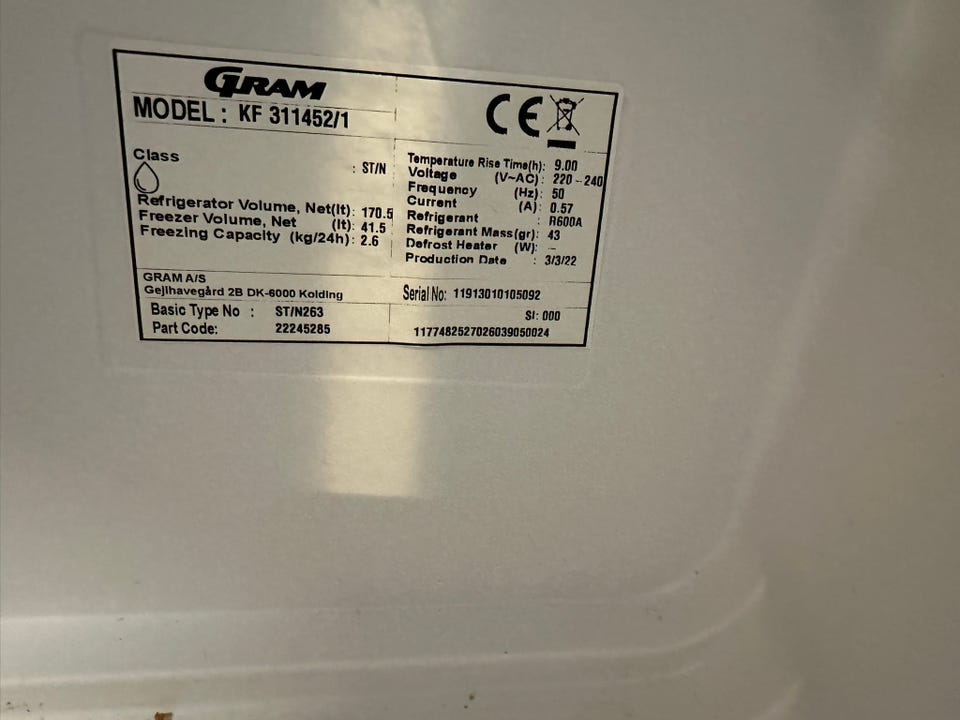 GRAM
MODEL : KF 311452/1
CE
Class : ST/N
Refrigerator Volume, Net(lt): 170.5
Freezer Volume, Net (lt): 41.5
Freezing Capacity (kg/24h): 2.6
Temperature Rise Time(h): 9.00
Voltage (V~AC): 220 - 240
Frequency (Hz): 50
Current (A): 0.57
Refrigerant : R600A
Refrigerant Mass(gr): 43
Defrost Heater (W): --
Production Date : 3/3/22
GRAM A/S
Gejlhavegård 2B DK-6000 Kolding
Serial No: 11913010105092
Basic Type No : ST/N263
Part Code: 22245285
SI: 000
1177482527026039050024